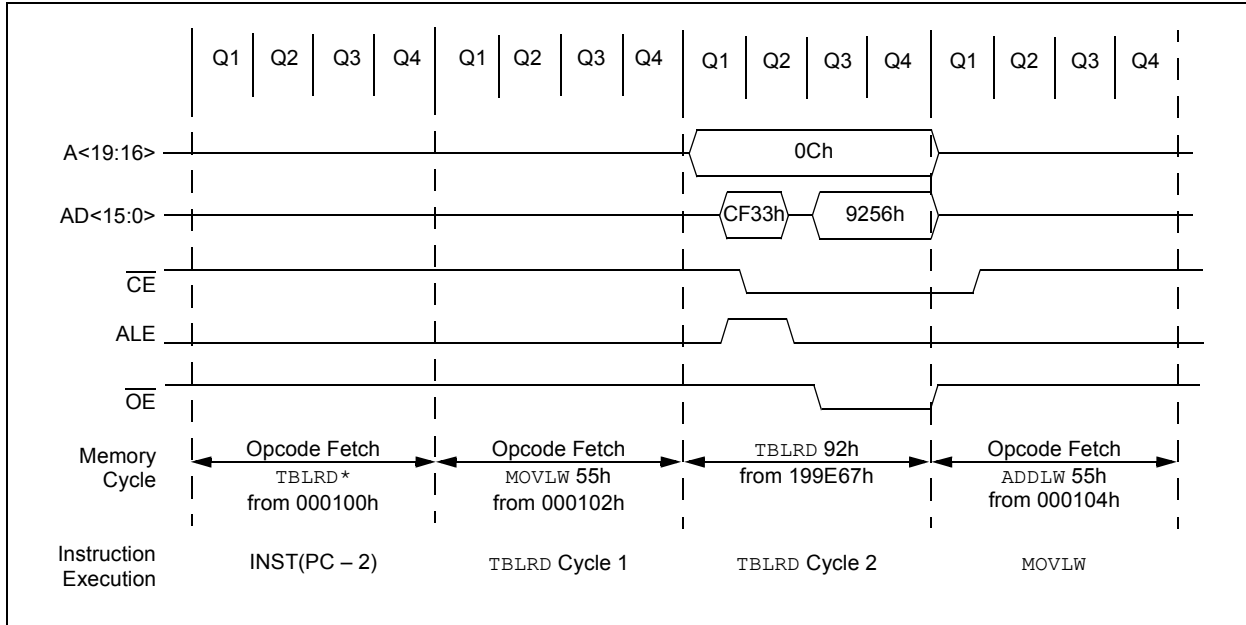 Q1 Q2 Q3 Q4 Q1 Q2 Q3 Q4 Q1 Q2 Q3 Q4 Q1 Q2 Q3 Q4
A<19:16> 0Ch
AD<15:0> CF33h 9256h
CE
ALE
OE
Memory Cycle
Opcode Fetch
TBLRD*
from 000100h
Opcode Fetch
MOVLW 55h
from 000102h
TBLRD 92h
from 199E67h
Opcode Fetch
ADDLW 55h
from 000104h
Instruction Execution
INST(PC – 2) TBLRD Cycle 1 TBLRD Cycle 2 MOVLW